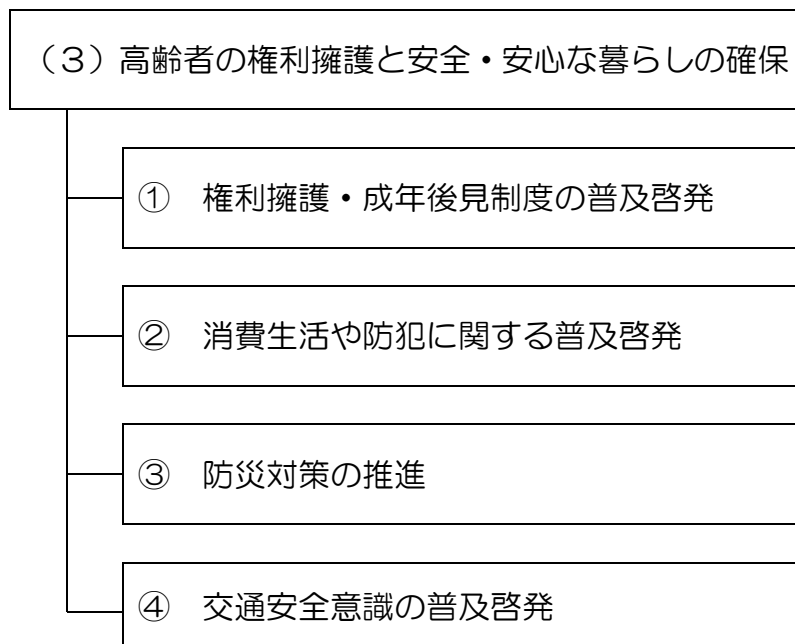 （３）高齢者の権利擁護と安全・安心な暮らしの確保
①　権利擁護・成年後見制度の普及啓発
②　消費生活や防犯に関する普及啓発
③　防災対策の推進
④　交通安全意識の普及啓発